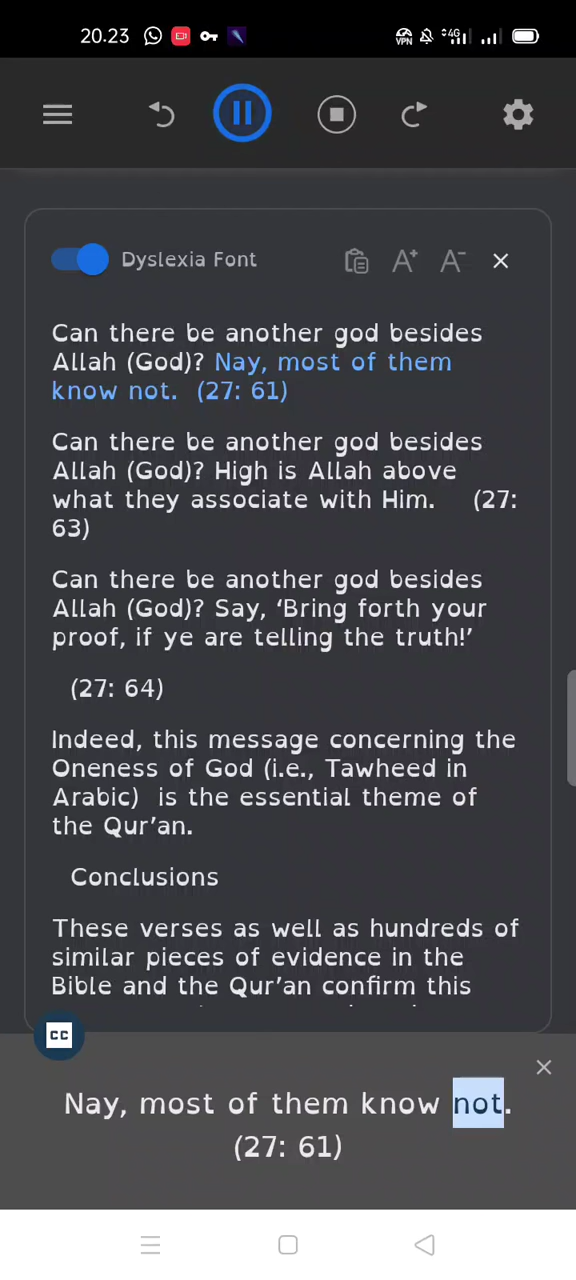 20.23
VPN
4G
Dyslexia Font
A+
A-
Can there be another god besides
Allah (God)? Nay, most of them
know not. (27: 61)
Can there be another god besides
Allah (God)? High is Allah above
what they associate with Him. (27:
63)
Can there be another god besides
Allah (God)? Say, ‘Bring forth your
proof, if ye are telling the truth!’
(27: 64)
Indeed, this message concerning the
Oneness of God (i.e., Tawheed in
Arabic) is the essential theme of
the Qur’an.
Conclusions
These verses as well as hundreds of
similar pieces of evidence in the
Bible and the Qur’an confirm this
CC
Nay, most of them know not.
(27: 61)